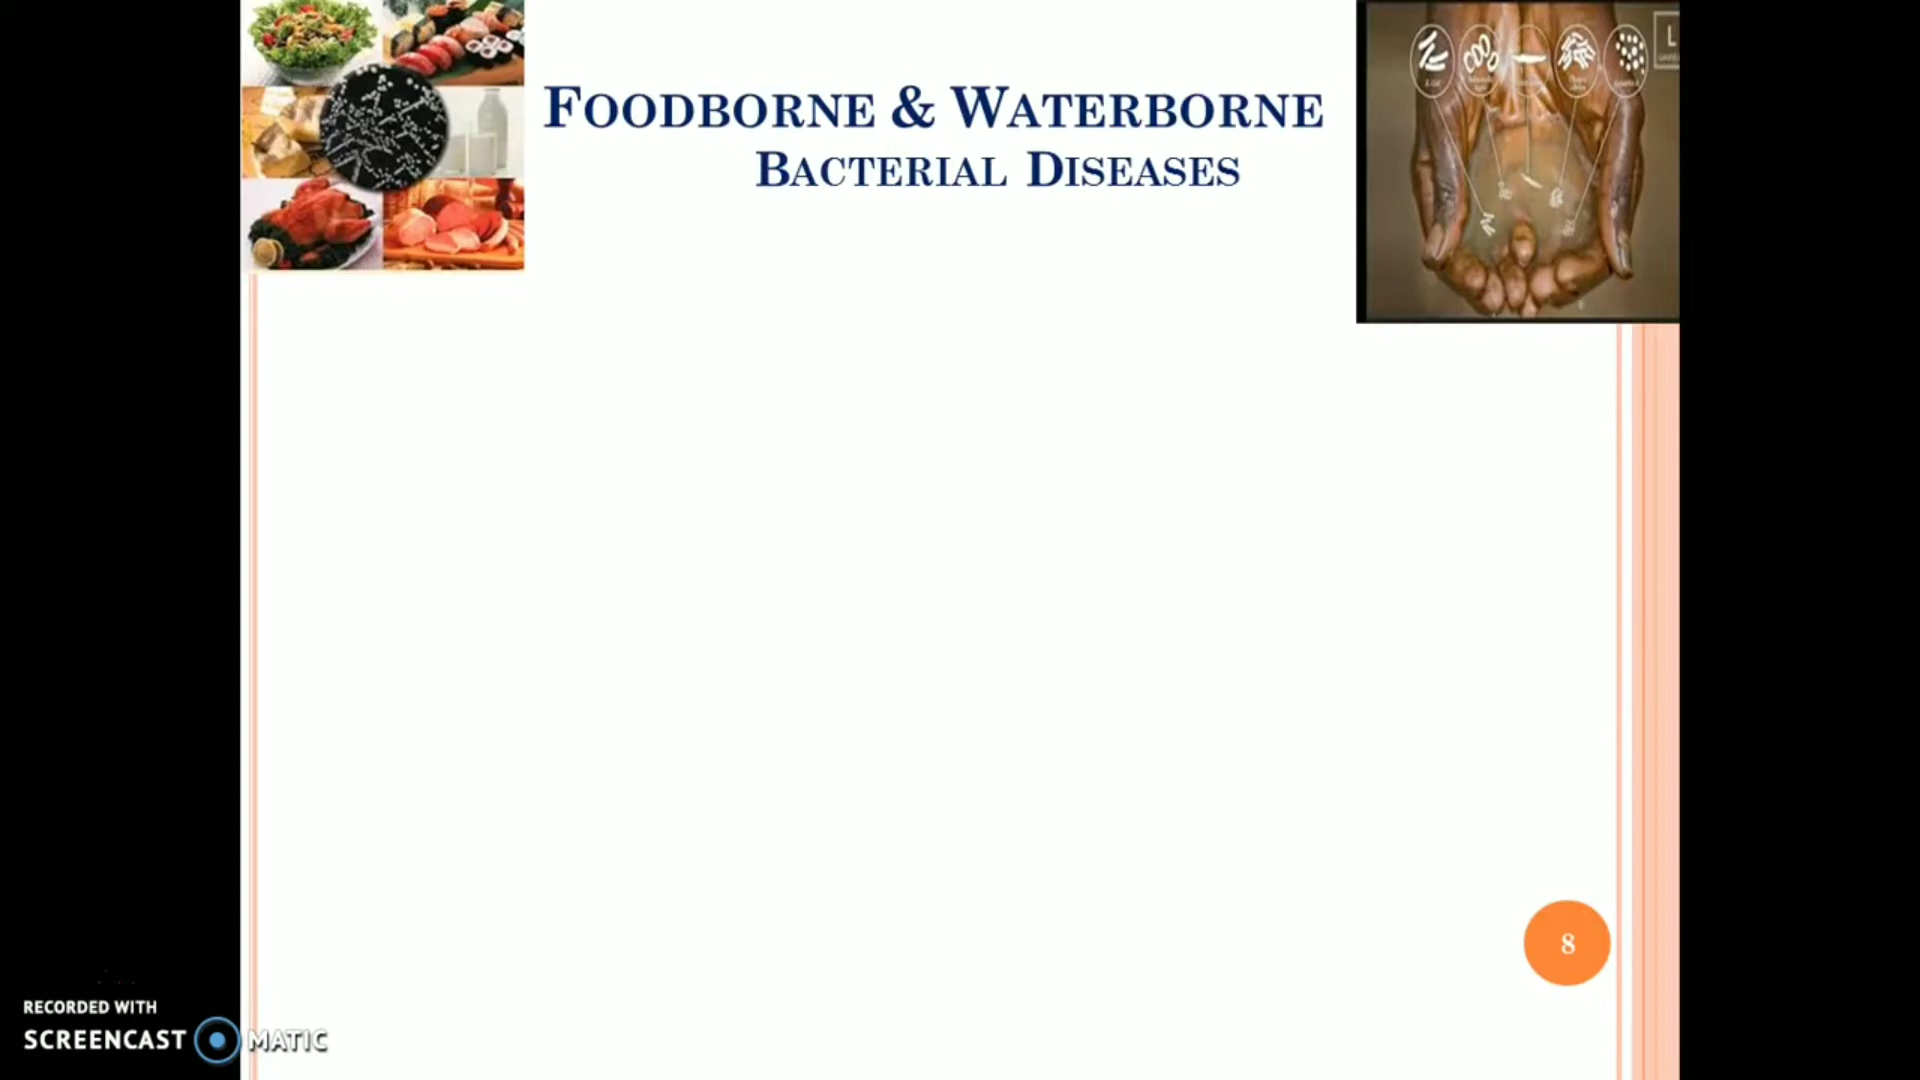 FOODBORNE & WATERBORNE
BACTERIAL DISEASES
L
8
RECORDED WITH
SCREENCAST MATIC